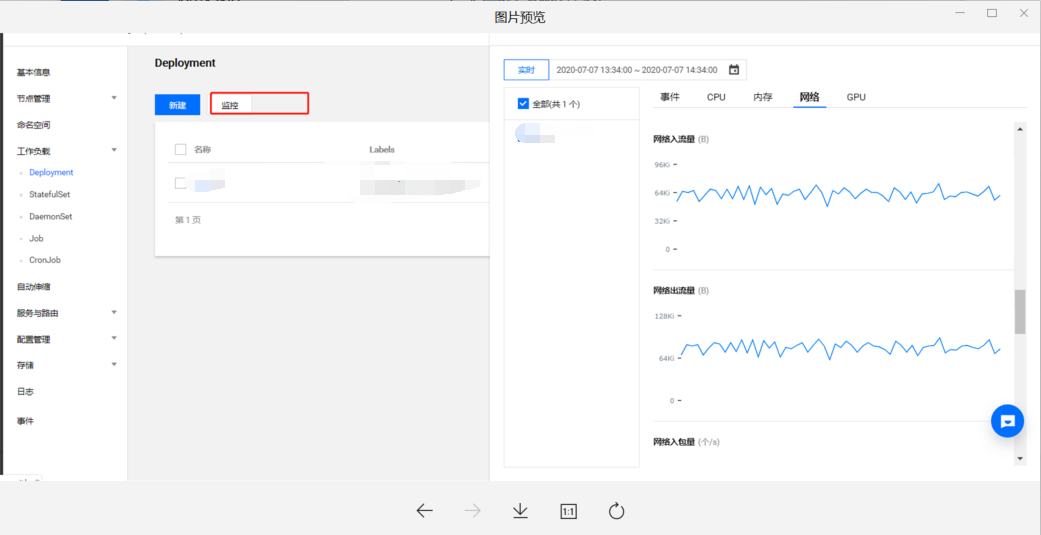 图片预览
基本信息
节点管理
命名空间
工作负载
Deployment
StatefulSet
DaemonSet
Job
CronJob
自动伸缩
服务与路由
配置管理
存储
日志
事件
Deployment
新建 监控
名称 Labels
第 1 页
实时 2020-07-07 13:34:00 ~ 2020-07-07 14:34:00
全部(共 1 个)
事件 CPU 内存 网络 GPU
网络入流量 (B)
96Ki
64Ki
32Ki
0
网络出流量 (B)
128Ki
64Ki
0
网络入包量 (个/s)
1:1